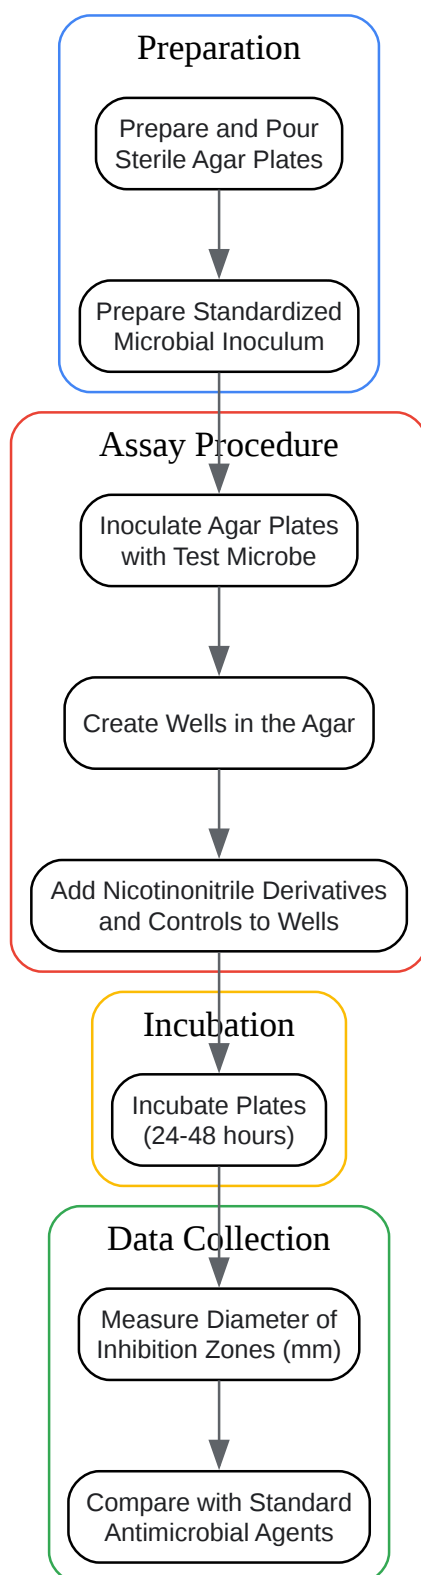 Preparation
Prepare and Pour
Sterile Agar Plates
Prepare Standardized
Microbial Inoculum
Assay Procedure
Inoculate Agar Plates
with Test Microbe
Create Wells in the Agar
Add Nicotinonitrile Derivatives
and Controls to Wells
Incubation
Incubate Plates
(24-48 hours)
Data Collection
Measure Diameter of
Inhibition Zones (mm)
Compare with Standard
Antimicrobial Agents